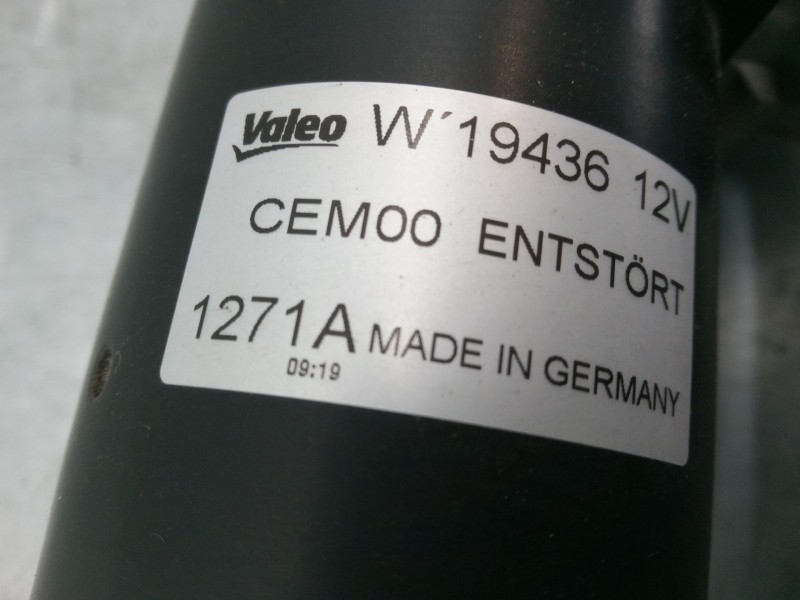 Valeo W´19436 12V
CEM00 ENTSTÖRT
1271A MADE IN GERMANY
09:19